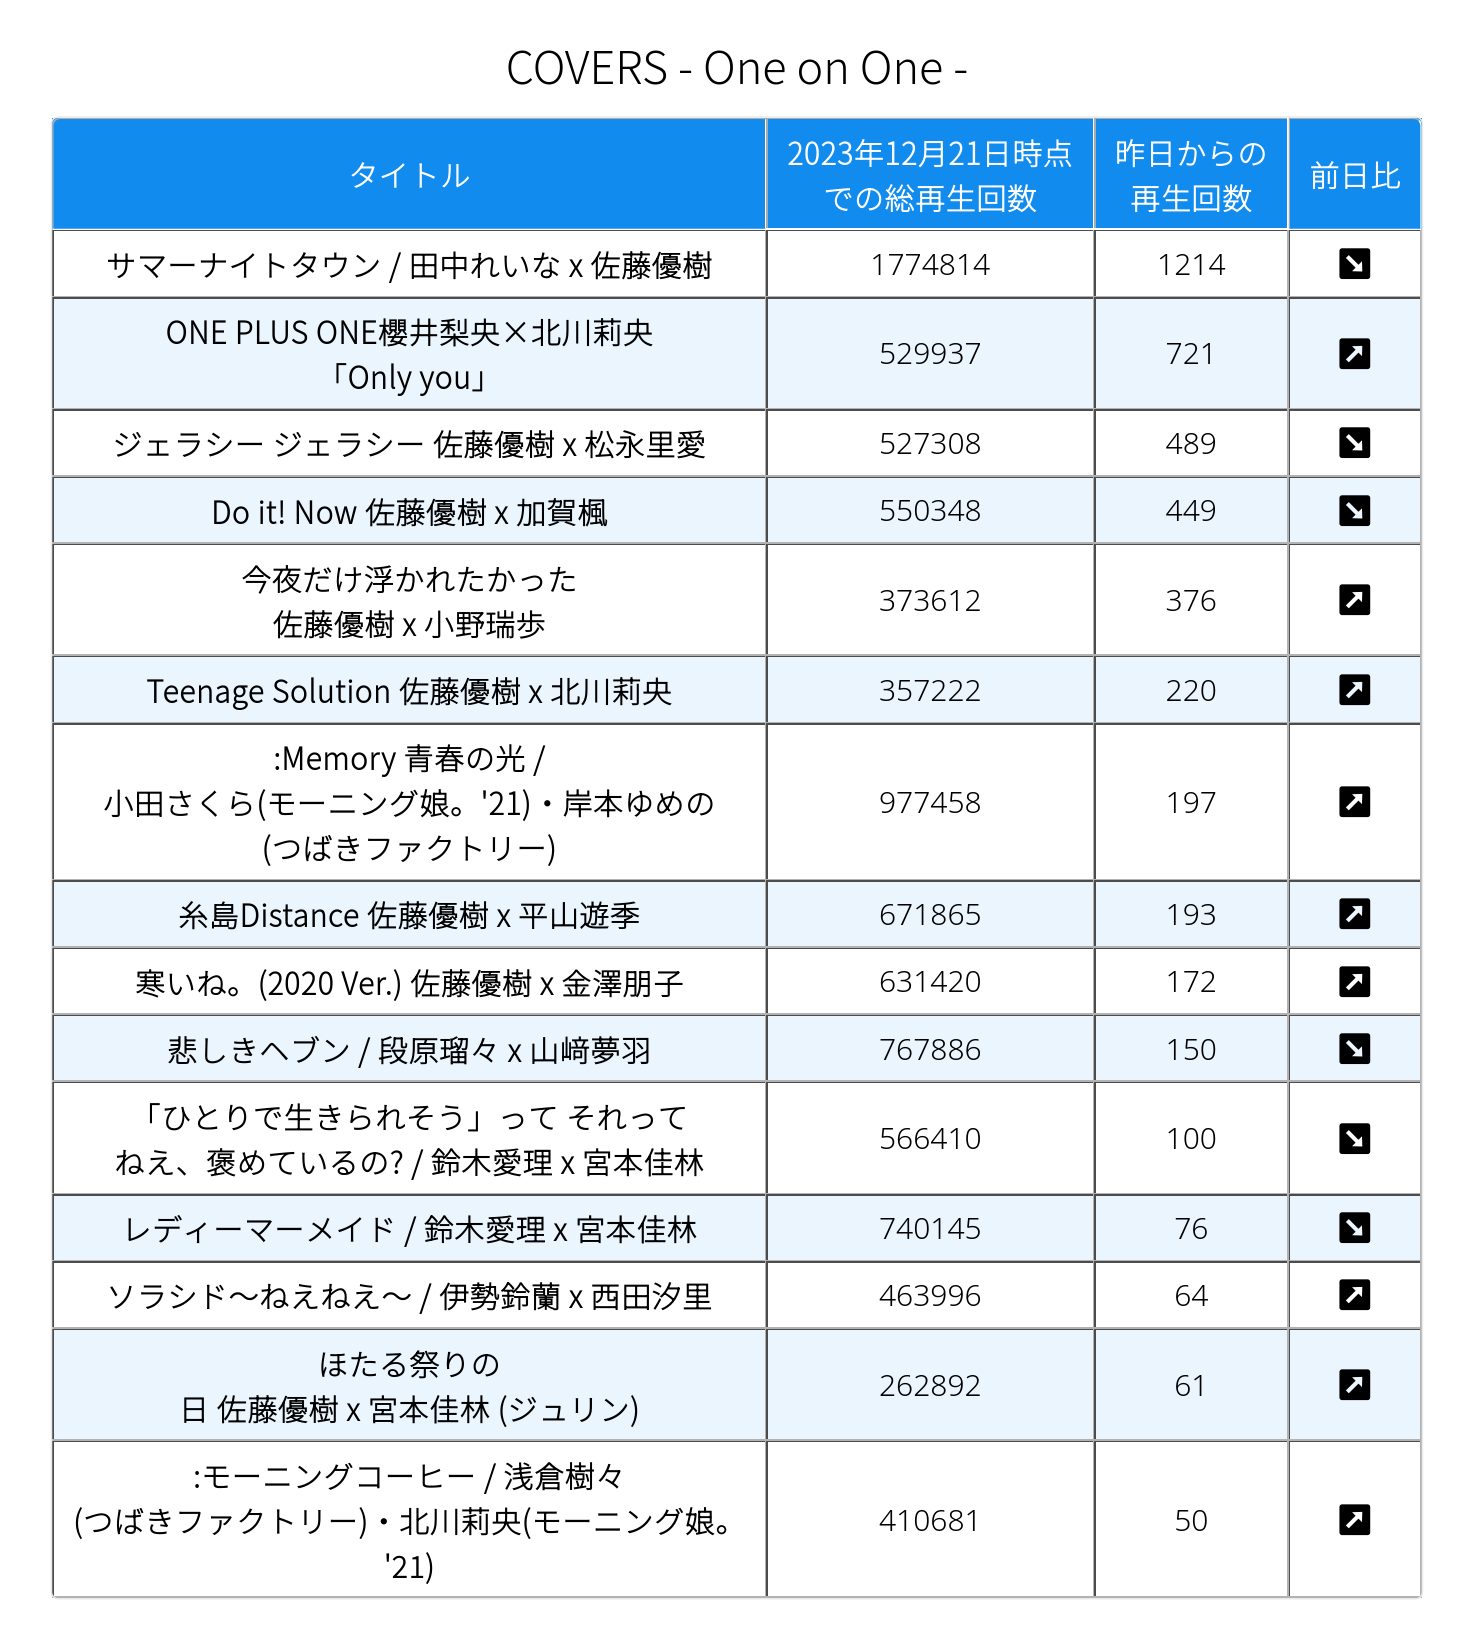 COVERS - One on One -
タイトル
2023年12月21日時点
での総再生回数
昨日からの
再生回数
前日比
サマーナイトタウン / 田中れいな x 佐藤優樹
1774814
1214
ONE PLUS ONE櫻井梨央×北川莉央
「Only you」
529937
721
ジェラシー ジェラシー 佐藤優樹 x 松永里愛
527308
489
Do it! Now 佐藤優樹 x 加賀楓
550348
449
今夜だけ浮かれたかった
佐藤優樹 x 小野瑞歩
373612
376
Teenage Solution 佐藤優樹 x 北川莉央
357222
220
:Memory 青春の光 /
小田さくら(モーニング娘。'21)・岸本ゆめの
(つばきファクトリー)
977458
197
糸島Distance 佐藤優樹 x 平山遊季
671865
193
寒いね。(2020 Ver.) 佐藤優樹 x 金澤朋子
631420
172
悲しきヘブン / 段原瑠々 x 山﨑夢羽
767886
150
「ひとりで生きられそう」って それって
ねえ、褒めているの? / 鈴木愛理 x 宮本佳林
566410
100
レディーマーメイド / 鈴木愛理 x 宮本佳林
740145
76
ソラシド〜ねえねえ〜 / 伊勢鈴蘭 x 西田汐里
463996
64
ほたる祭りの
日 佐藤優樹 x 宮本佳林 (ジュリン)
262892
61
:モーニングコーヒー / 浅倉樹々
(つばきファクトリー)・北川莉央(モーニング娘。
'21)
410681
50